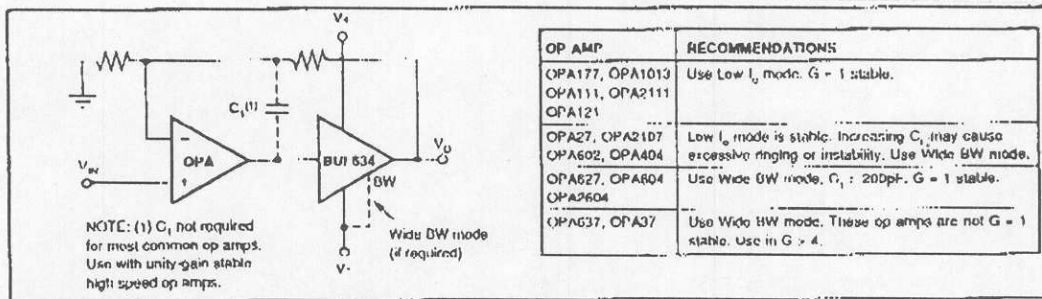 V+
C₁(1)
OPA
BUF634
VO
VIN
BW
Wide BW mode
(if required)
V-
NOTE: (1) C₁ not required
for most common op amps.
Use with unity-gain stable
high speed op amps.
OP AMP RECOMMENDATIONS
OPA177, OPA1013 Use Low IQ mode. G = 1 stable.
OPA111, OPA2111
OPA121
OPA27, OPA2107 Low IQ mode is stable. Increasing CL may cause
OPA602, OPA404 excessive ringing or instability. Use Wide BW mode.
OPA627, OPA604 Use Wide BW mode, C₁ : 200pF. G = 1 stable.
OPA2604
OPA637, OPA37 Use Wide BW mode. These op amps are not G = 1
stable. Use in G > 4.